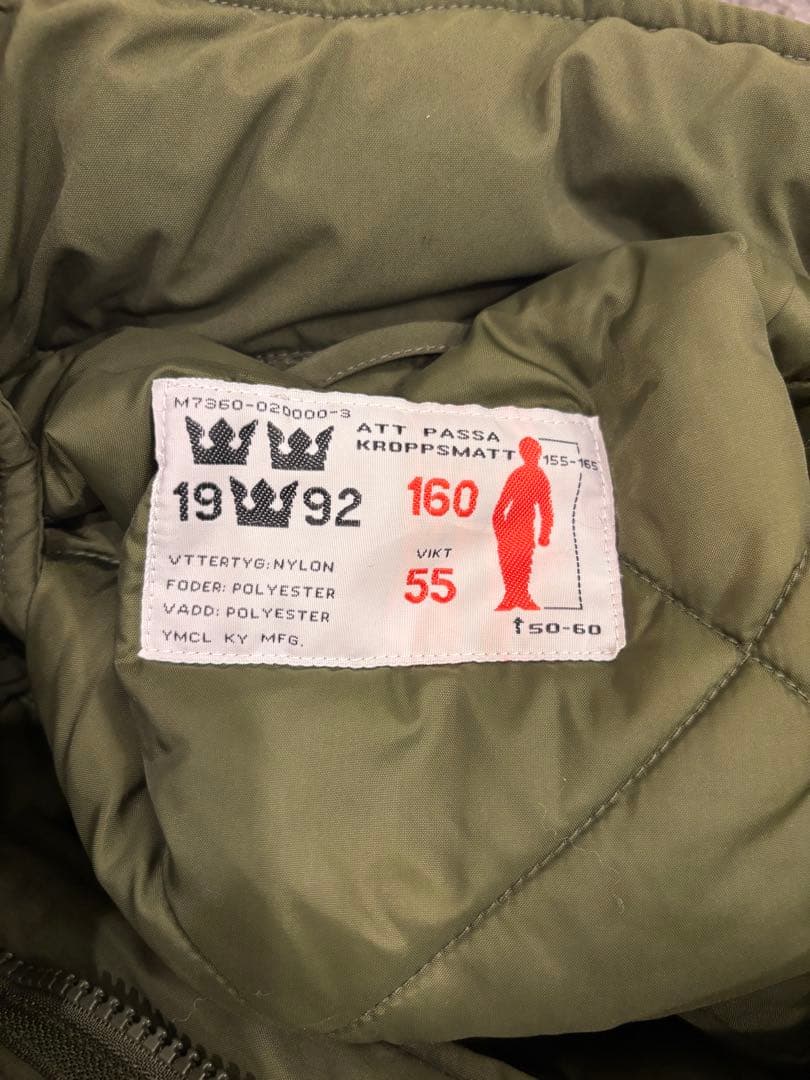 M7360-020000-3
ATT PASSA
KROPPSMATT
155-165
19 92
160
VIKT
55
YTTERTYG: NYLON
FODER: POLYESTER
VADD: POLYESTER
YMCL KY MFG.
50-60